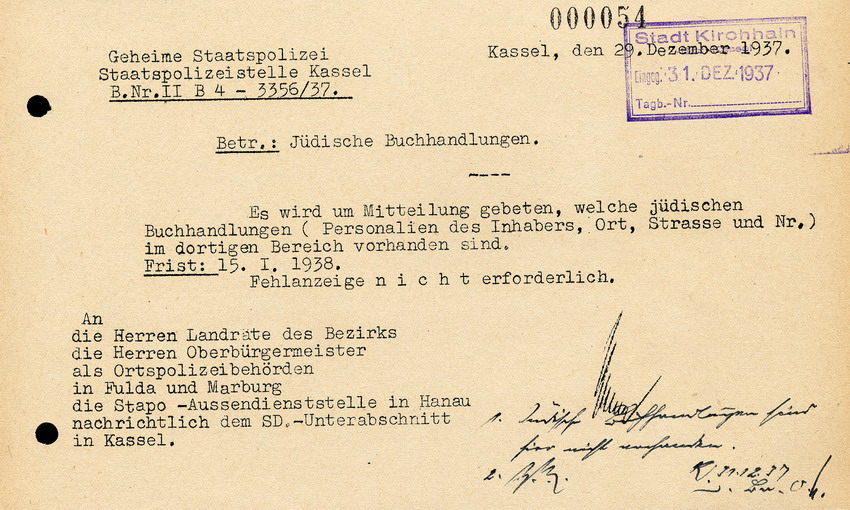 000054
Stadt Kirchhain
Eingeg. 31. DEZ. 1937
Tagb.-Nr.
Geheime Staatspolizei
Staatspolizeistelle Kassel
B.Nr.II B 4 - 3356/37.
Kassel, den 29.Dezember 1937.
Betr.: Jüdische Buchhandlungen.
----
Es wird um Mitteilung gebeten, welche jüdischen
Buchhandlungen ( Personalien des Inhabers, Ort, Strasse und Nr.)
im dortigen Bereich vorhanden sind.
Frist: 15. I. 1938.
Fehlanzeige n i c h t erforderlich.
An
die Herren Landräte des Bezirks
die Herren Oberbürgermeister
als Ortspolizeibehörden
in Fulda und Marburg
die Stapo -Aussendienststelle in Hanau
nachrichtlich dem SD.-Unterabschnitt
in Kassel.
1. Jüdische Buchhandlungen sind
hier nicht vorhanden.
2.
K. 31.12.37